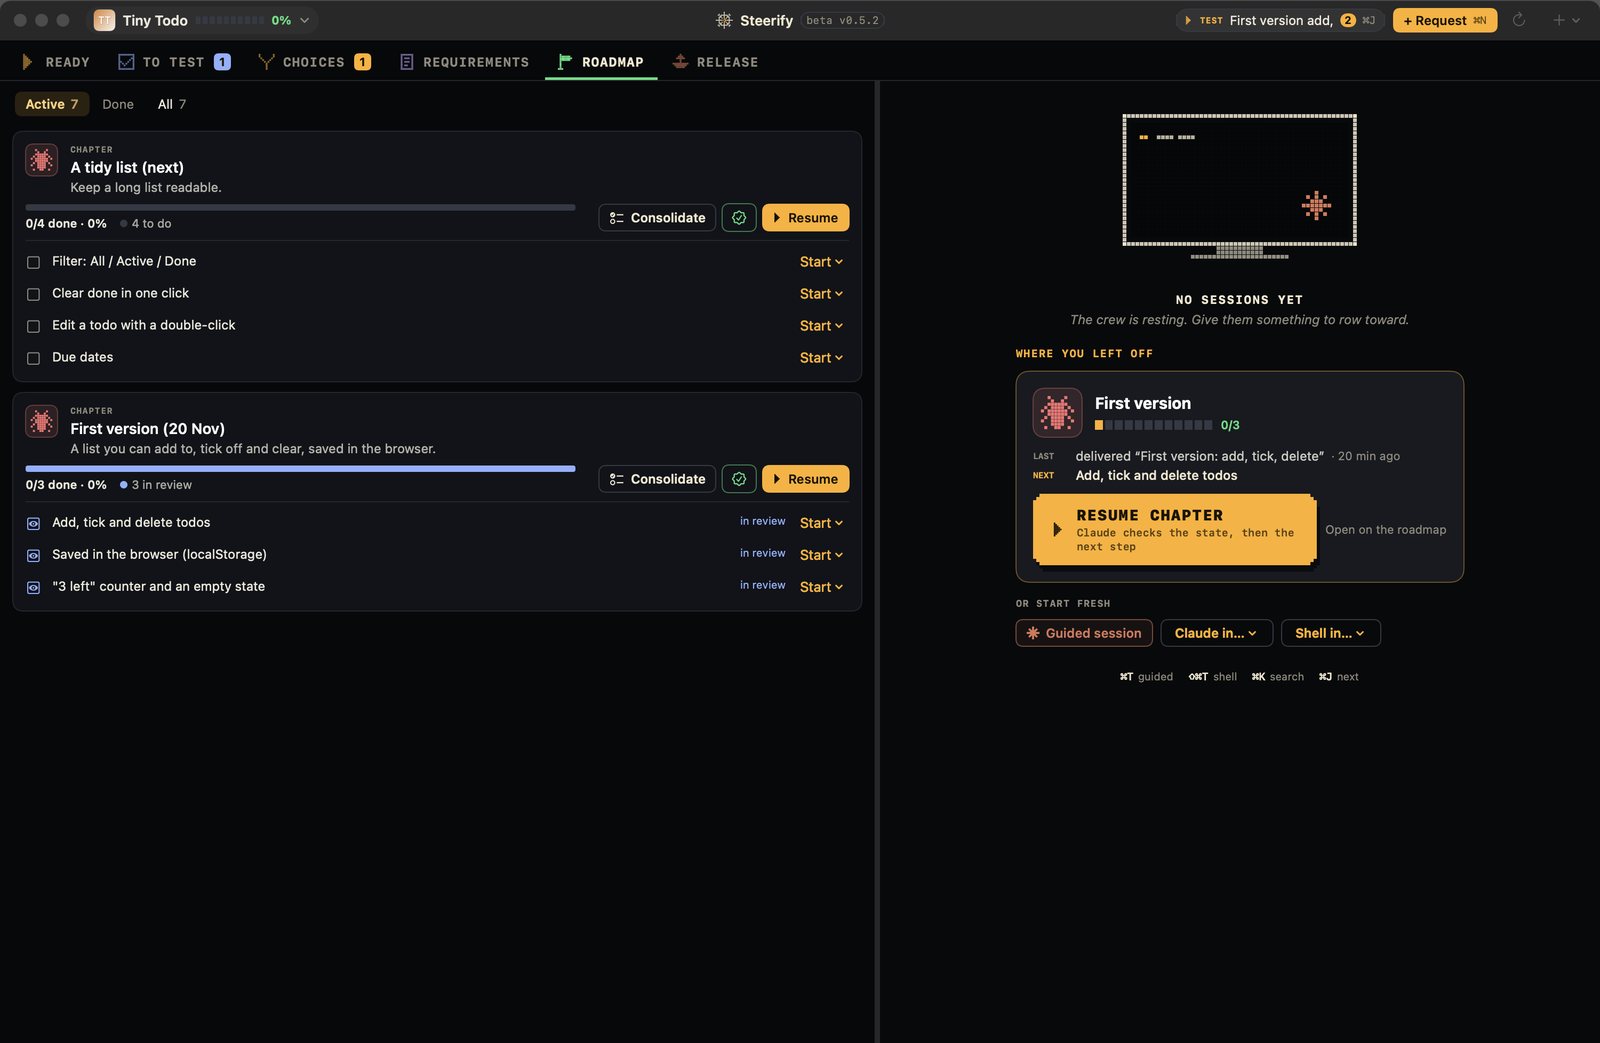 TT Tiny Todo 0%
Steerify beta v0.5.2
TEST First version add, 2 ⌘J
+ Request ⌘N
READY
TO TEST 1
CHOICES 1
REQUIREMENTS
ROADMAP
RELEASE
Active 7 Done All 7
CHAPTER
A tidy list (next)
Keep a long list readable.
0/4 done · 0% 4 to do
Consolidate
Resume
Filter: All / Active / Done Start
Clear done in one click Start
Edit a todo with a double-click Start
Due dates Start
CHAPTER
First version (20 Nov)
A list you can add to, tick off and clear, saved in the browser.
0/3 done · 0% 3 in review
Consolidate
Resume
Add, tick and delete todos in review Start
Saved in the browser (localStorage) in review Start
"3 left" counter and an empty state in review Start
NO SESSIONS YET
The crew is resting. Give them something to row toward.
WHERE YOU LEFT OFF
First version
0/3
LAST delivered “First version: add, tick, delete” · 20 min ago
NEXT Add, tick and delete todos
RESUME CHAPTER
Claude checks the state, then the
next step
Open on the roadmap
OR START FRESH
Guided session
Claude in...
Shell in...
⌘T guided ⇧⌘T shell ⌘K search ⌘J next